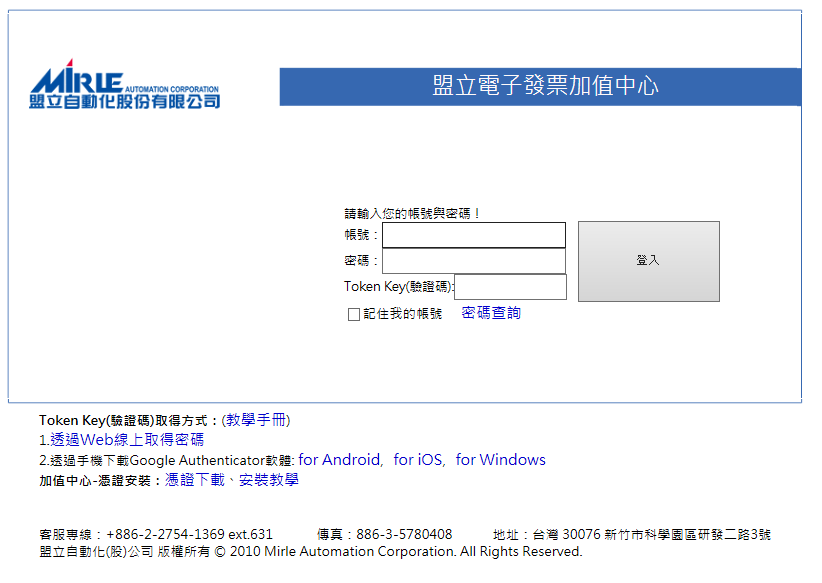 MIRLE AUTOMATION CORPORATION
盟立自動化股份有限公司
盟立電子發票加值中心
請輸入您的帳號與密碼！
帳號：
密碼：
登入
Token Key(驗證碼):
記住我的帳號 密碼查詢
Token Key(驗證碼)取得方式：(教學手冊)
1.透過Web線上取得密碼
2.透過手機下載Google Authenticator軟體: for Android, for iOS, for Windows
加值中心-憑證安裝：憑證下載、安裝教學
客服專線：+886-2-2754-1369 ext.631 傳真：886-3-5780408 地址：台灣 30076 新竹市科學園區研發二路3號
盟立自動化(股)公司 版權所有 © 2010 Mirle Automation Corporation. All Rights Reserved.